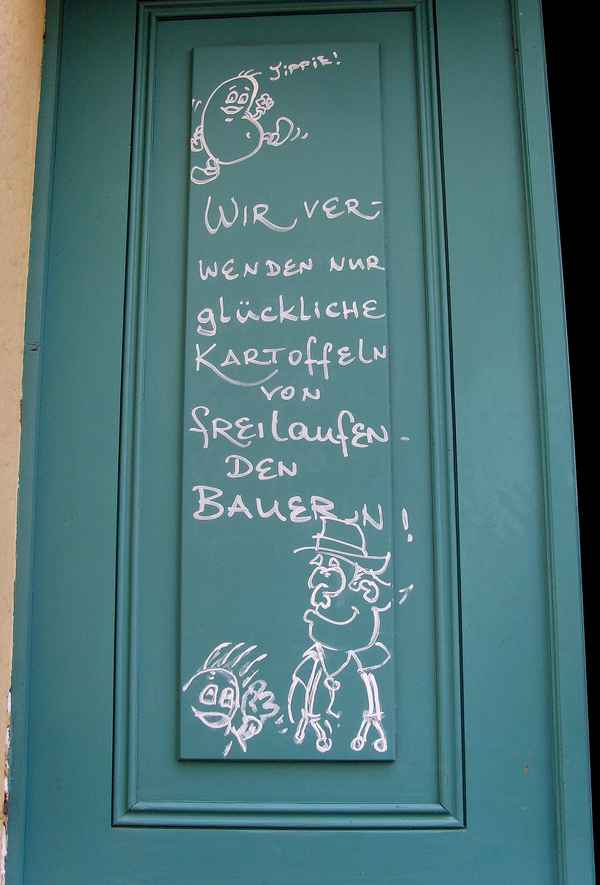 Jippie!
WIR VER-
WENDEN NUR
glückLICHE
KARToffELN
VON
fREILaufEN-
DEN
BAUERN!